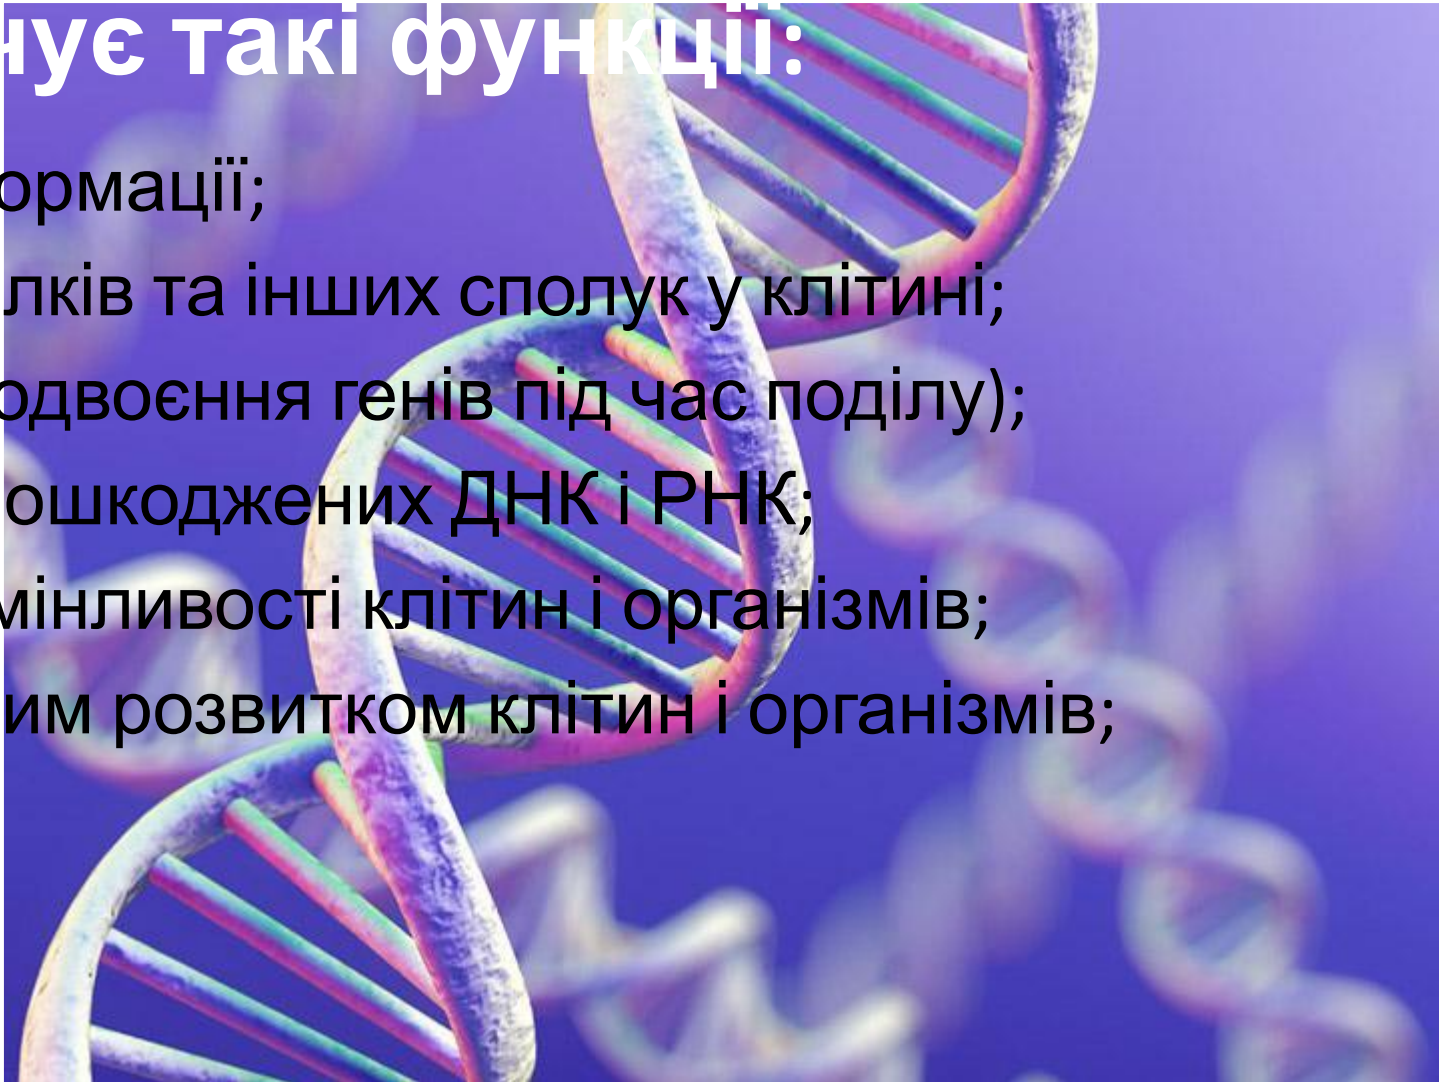 чує такі функції:
ормації;
лків та інших сполук у клітині;
одвоєння генів під час поділу);
ошкоджених ДНК і РНК;
мінливості клітин і організмів;
им розвитком клітин і організмів;